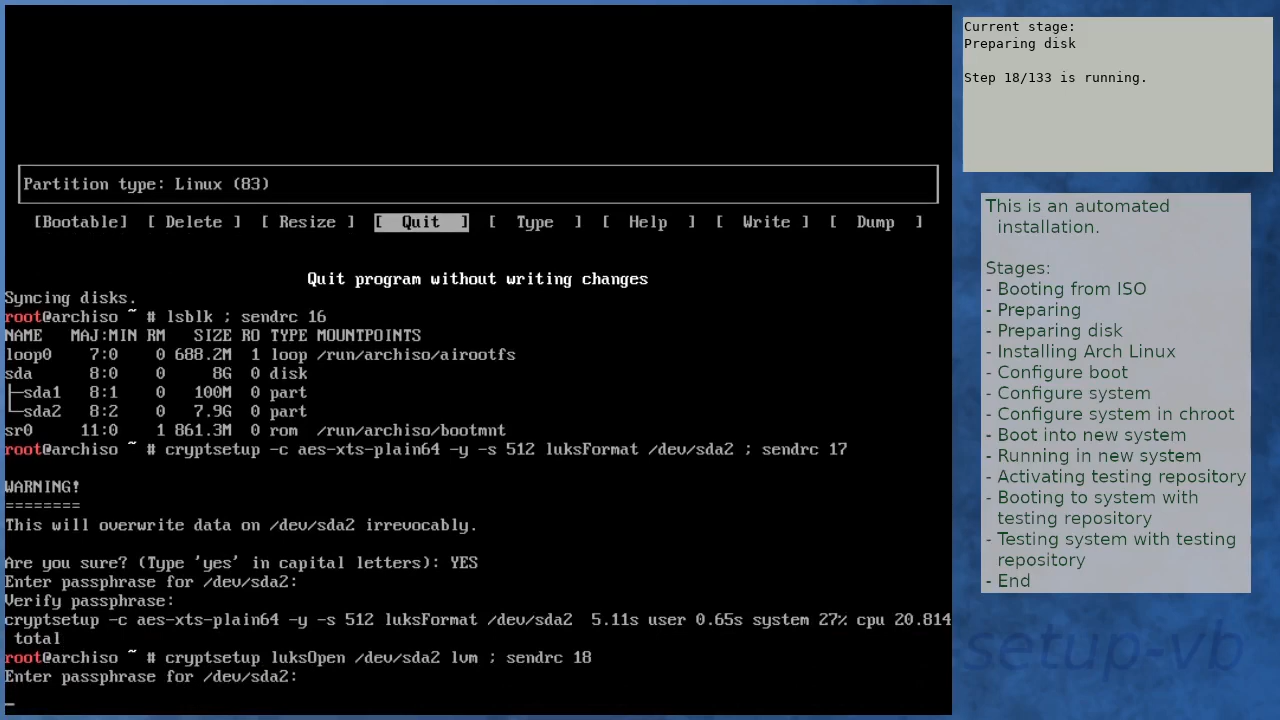 Partition type: Linux (83)
[Bootable] [ Delete ] [ Resize ] [ Quit ] [ Type ] [ Help ] [ Write ] [ Dump ]
Quit program without writing changes
Syncing disks.
root@archiso ~ # lsblk ; sendrc 16
NAME MAJ:MIN RM SIZE RO TYPE MOUNTPOINTS
loop0 7:0 0 688.2M 1 loop /run/archiso/airootfs
sda 8:0 0 8G 0 disk
├─sda1 8:1 0 100M 0 part
└─sda2 8:2 0 7.9G 0 part
sr0 11:0 1 861.3M 0 rom /run/archiso/bootmnt
root@archiso ~ # cryptsetup -c aes-xts-plain64 -y -s 512 luksFormat /dev/sda2 ; sendrc 17
WARNING!
========
This will overwrite data on /dev/sda2 irrevocably.
Are you sure? (Type 'yes' in capital letters): YES
Enter passphrase for /dev/sda2:
Verify passphrase:
cryptsetup -c aes-xts-plain64 -y -s 512 luksFormat /dev/sda2 5.11s user 0.65s system 27% cpu 20.814
total
root@archiso ~ # cryptsetup luksOpen /dev/sda2 lvm ; sendrc 18
Enter passphrase for /dev/sda2:
_
Current stage:
Preparing disk
Step 18/133 is running.
This is an automated
installation.
Stages:
- Booting from ISO
- Preparing
- Preparing disk
- Installing Arch Linux
- Configure boot
- Configure system
- Configure system in chroot
- Boot into new system
- Running in new system
- Activating testing repository
- Booting to system with
testing repository
- Testing system with testing
repository
- End
setup-vb